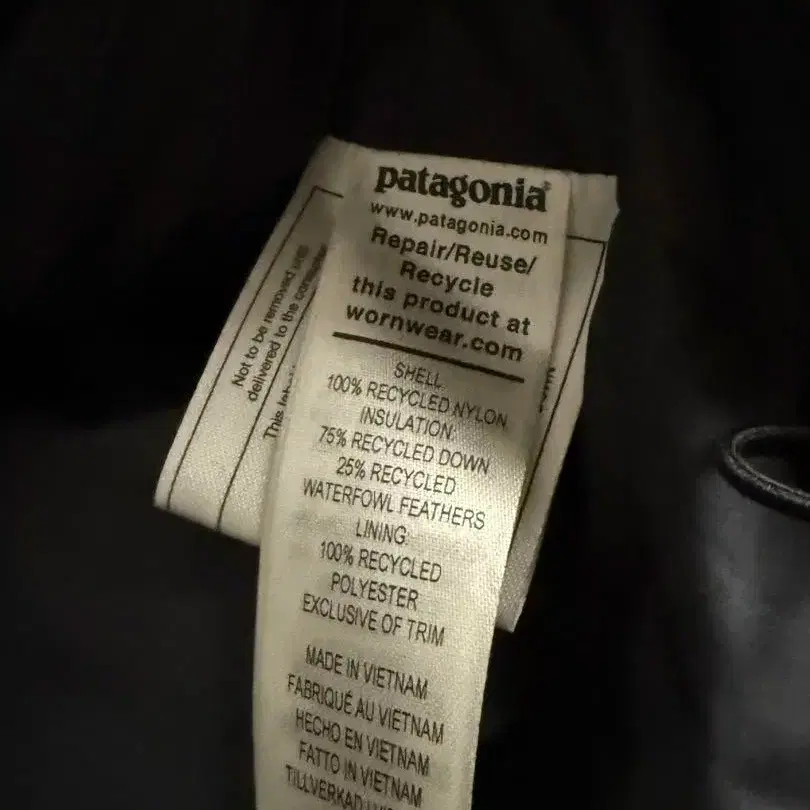 patagonia®
www.patagonia.com
Repair/Reuse/
Recycle
this product at
wornwear.com
SHELL
100% RECYCLED NYLON
INSULATION
75% RECYCLED DOWN
25% RECYCLED
WATERFOWL FEATHERS
LINING:
100% RECYCLED
POLYESTER
EXCLUSIVE OF TRIM
MADE IN VIETNAM
FABRIQUÉ AU VIETNAM
HECHO EN VIETNAM
FATTO IN VIETNAM
TILLVERKAD
Not to be removed until
delivered to the consumer
This